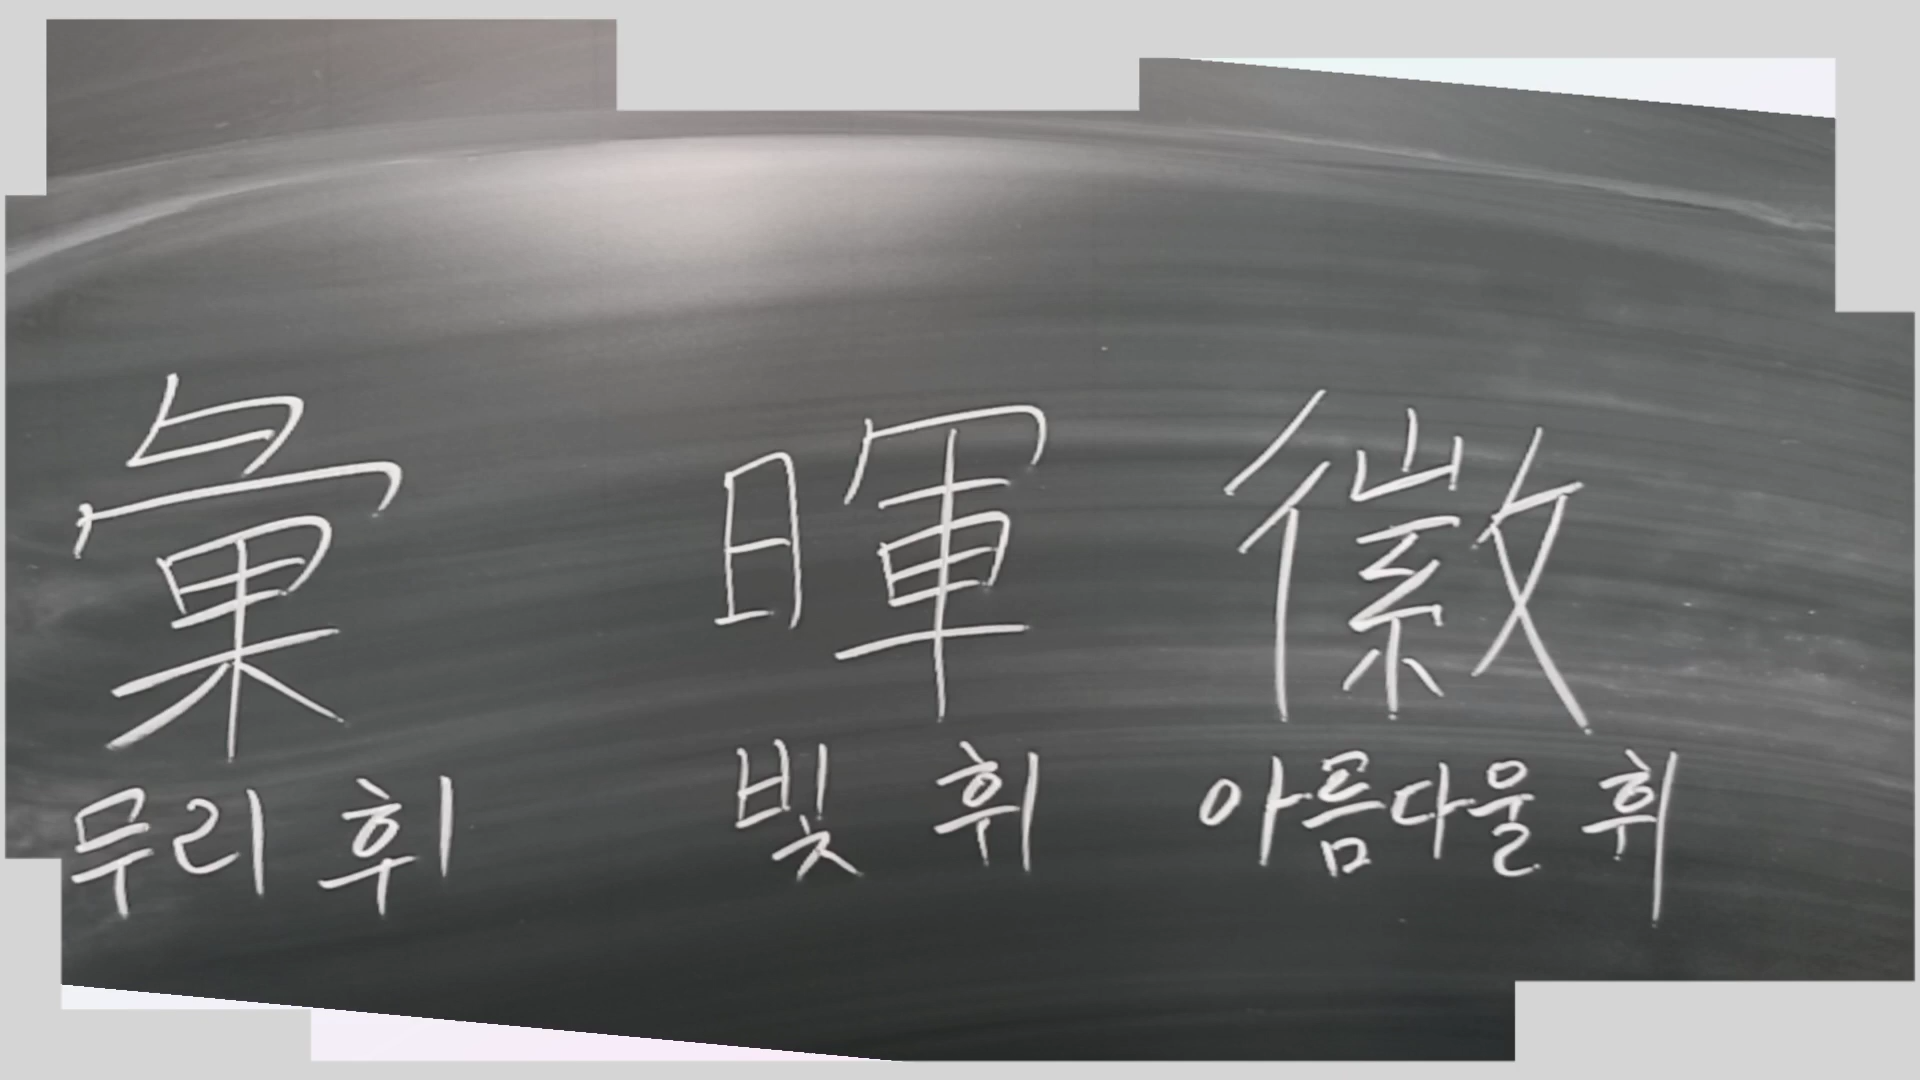 彙 暉 徽
무리 휘 빛 휘 아름다울 휘